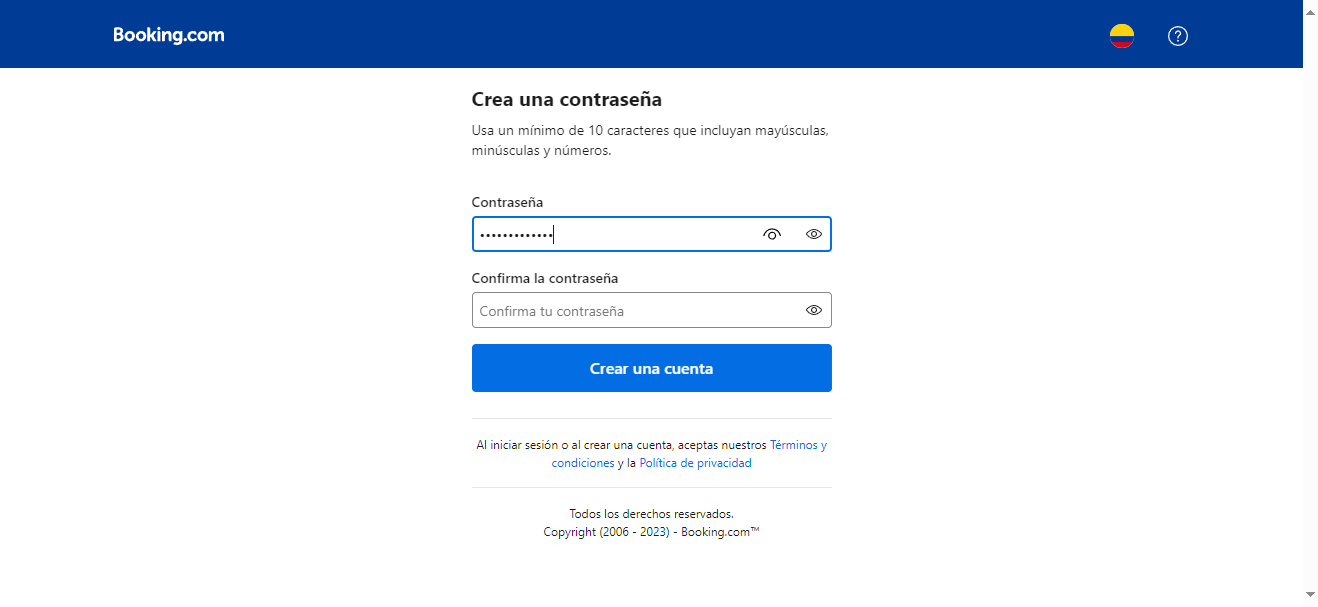 Booking.com
Crea una contraseña
Usa un mínimo de 10 caracteres que incluyan mayúsculas,
minúsculas y números.
Contraseña
•••••••••••••
Confirma la contraseña
Confirma tu contraseña
Crear una cuenta
Al iniciar sesión o al crear una cuenta, aceptas nuestros Términos y
condiciones y la Política de privacidad
Todos los derechos reservados.
Copyright (2006 - 2023) - Booking.com™